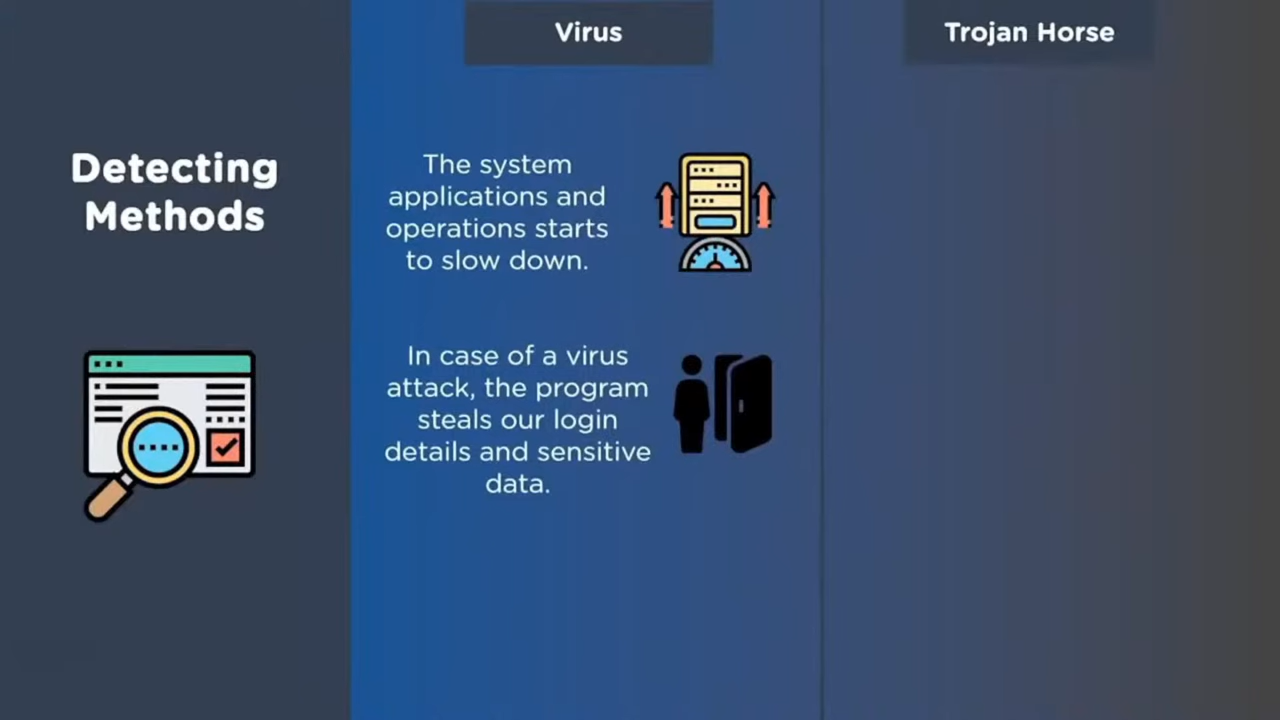 Virus
Trojan Horse
Detecting
Methods
The system
applications and
operations starts
to slow down.
In case of a virus
attack, the program
steals our login
details and sensitive
data.